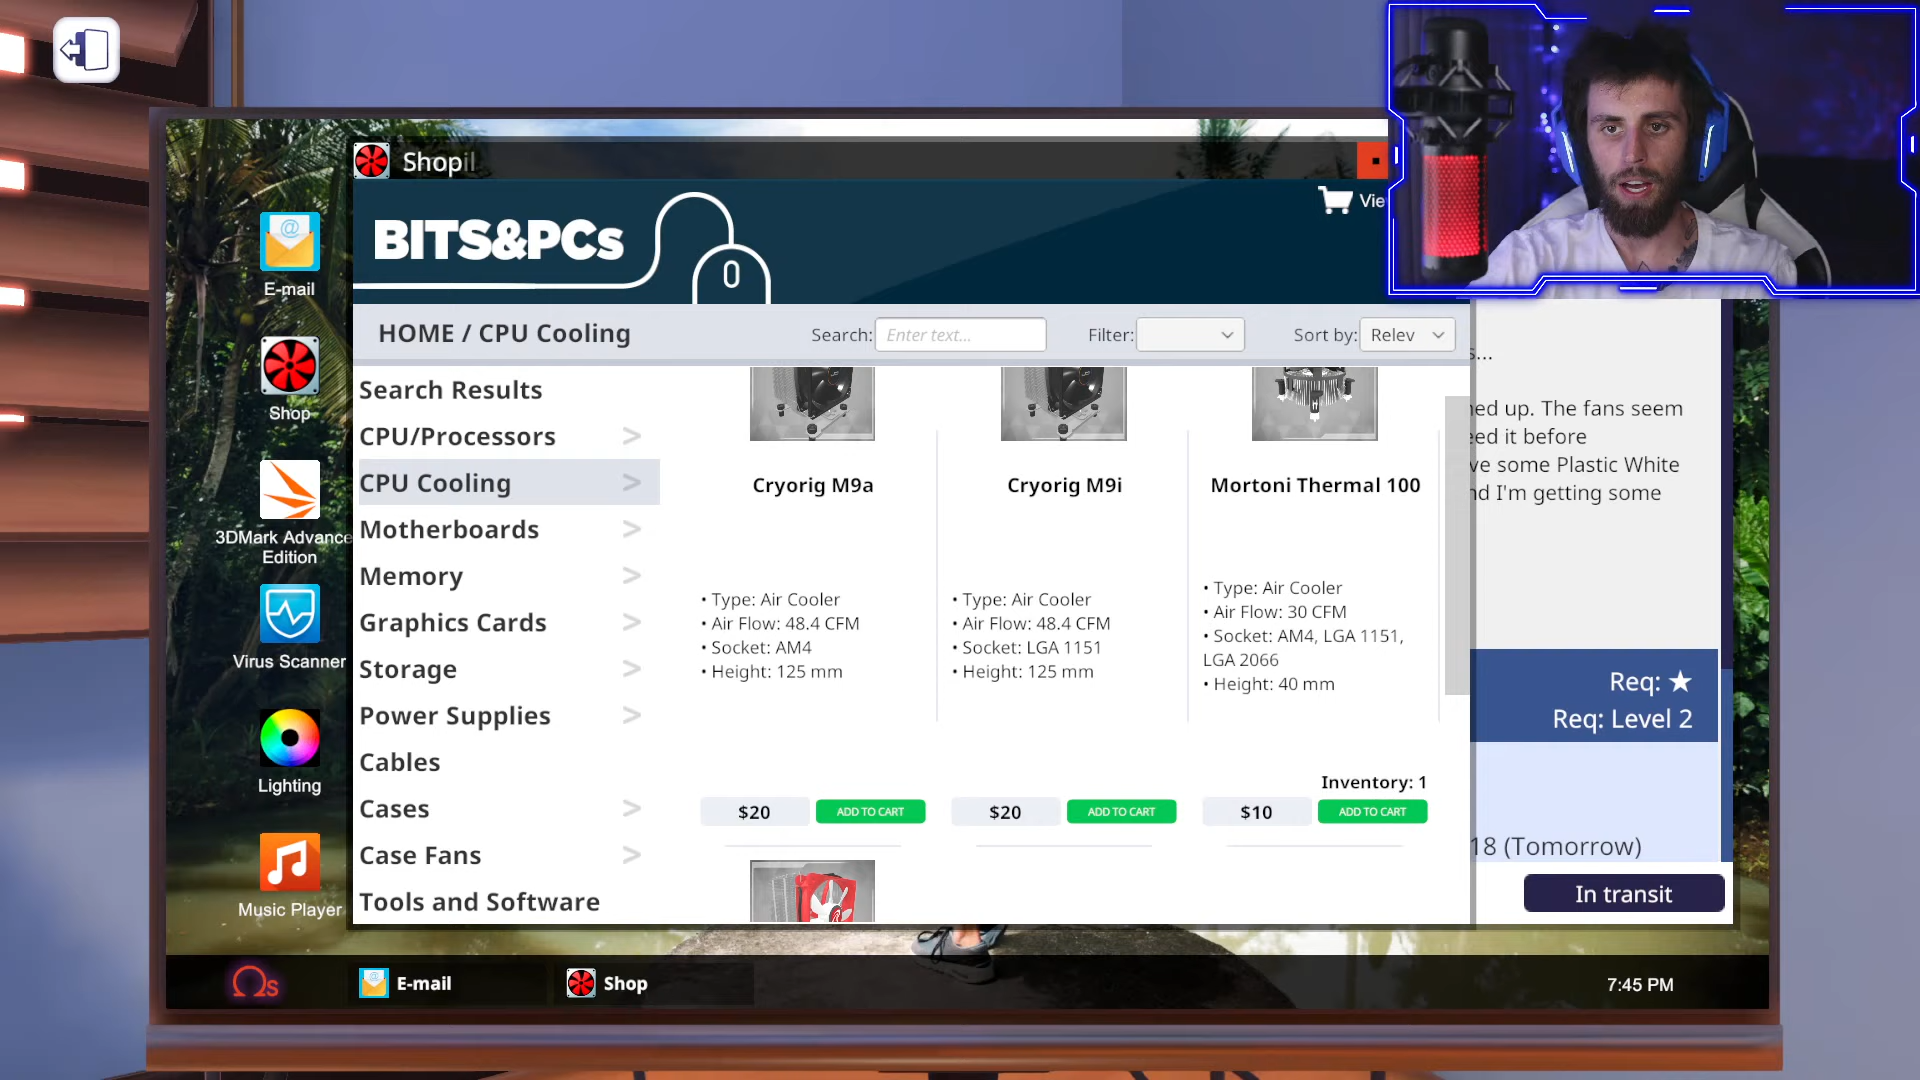 Shop
Vie
BITS&PCs
HOME / CPU Cooling
Search:
Enter text...
Filter:
Sort by:
Relev
E-mail
Shop
3DMark Advance
Edition
Virus Scanner
Lighting
Music Player
Search Results
CPU/Processors >
CPU Cooling >
Motherboards >
Memory >
Graphics Cards >
Storage >
Power Supplies >
Cables
Cases >
Case Fans >
Tools and Software
Cryorig M9a
• Type: Air Cooler
• Air Flow: 48.4 CFM
• Socket: AM4
• Height: 125 mm
$20
ADD TO CART
Cryorig M9i
• Type: Air Cooler
• Air Flow: 48.4 CFM
• Socket: LGA 1151
• Height: 125 mm
$20
ADD TO CART
Mortoni Thermal 100
• Type: Air Cooler
• Air Flow: 30 CFM
• Socket: AM4, LGA 1151,
LGA 2066
• Height: 40 mm
Inventory: 1
$10
ADD TO CART
s...
ned up. The fans seem
eed it before
ve some Plastic White
nd I'm getting some
Req: ★
Req: Level 2
18 (Tomorrow)
In transit
Ωs
E-mail
Shop
7:45 PM